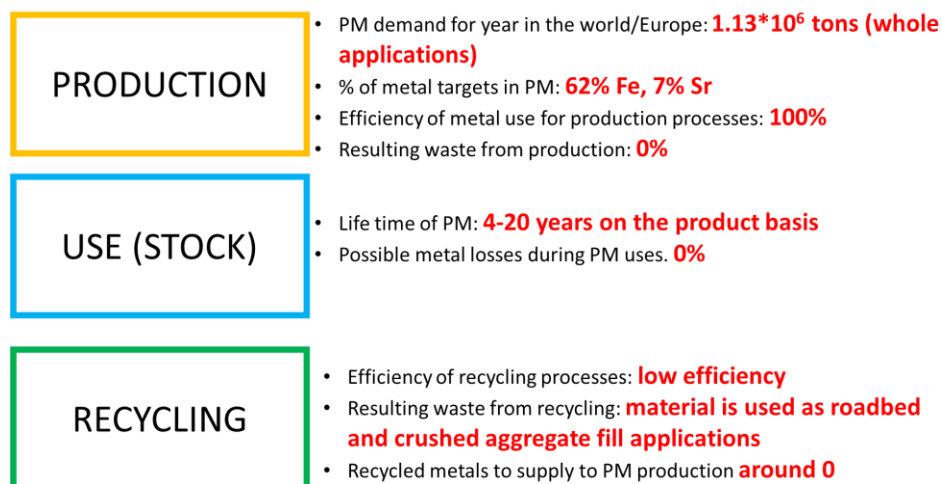 PRODUCTION
• PM demand for year in the world/Europe: 1.13*10⁶ tons (whole
applications)
• % of metal targets in PM: 62% Fe, 7% Sr
• Efficiency of metal use for production processes: 100%
• Resulting waste from production: 0%
USE (STOCK)
• Life time of PM: 4-20 years on the product basis
• Possible metal losses during PM uses. 0%
RECYCLING
• Efficiency of recycling processes: low efficiency
• Resulting waste from recycling: material is used as roadbed
and crushed aggregate fill applications
• Recycled metals to supply to PM production around 0